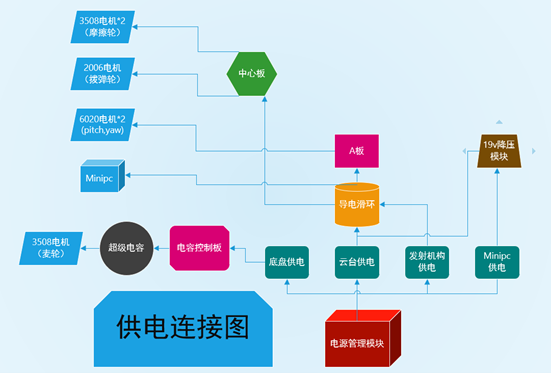 3508电机*2
（摩擦轮）
中心板
2006电机
（拨弹轮）
6020电机*2
(pitch,yaw)
A板
19v降压
模块
Minipc
导电滑环
3508电机
（麦轮）
超级电容
电容控制板
底盘供电
云台供电
发射机构
供电
Minipc
供电
供电连接图
电源管理模块